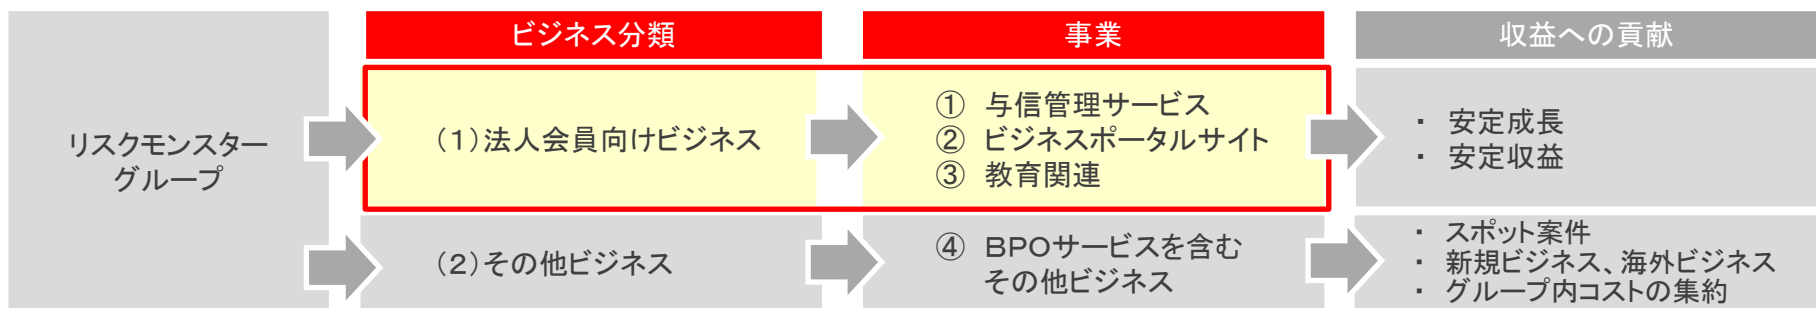 ビジネス分類
事業
収益への貢献
リスクモンスター
グループ
（１）法人会員向けビジネス
① 与信管理サービス
② ビジネスポータルサイト
③ 教育関連
・ 安定成長
・ 安定収益
（２）その他ビジネス
④ ＢＰＯサービスを含む
その他ビジネス
・ スポット案件
・ 新規ビジネス、海外ビジネス
・ グループ内コストの集約